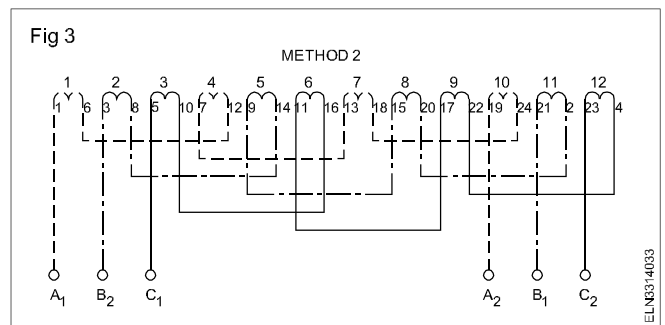 Fig 3
METHOD 2
1 2 3 4 5 6 7 8 9 10 11 12
1 6 3 8 5 10 7 12 9 14 11 16 13 18 15 20 17 22 19 24 21 2 23 4
A1 B2 C1 A2 B1 C2
ELN3314033